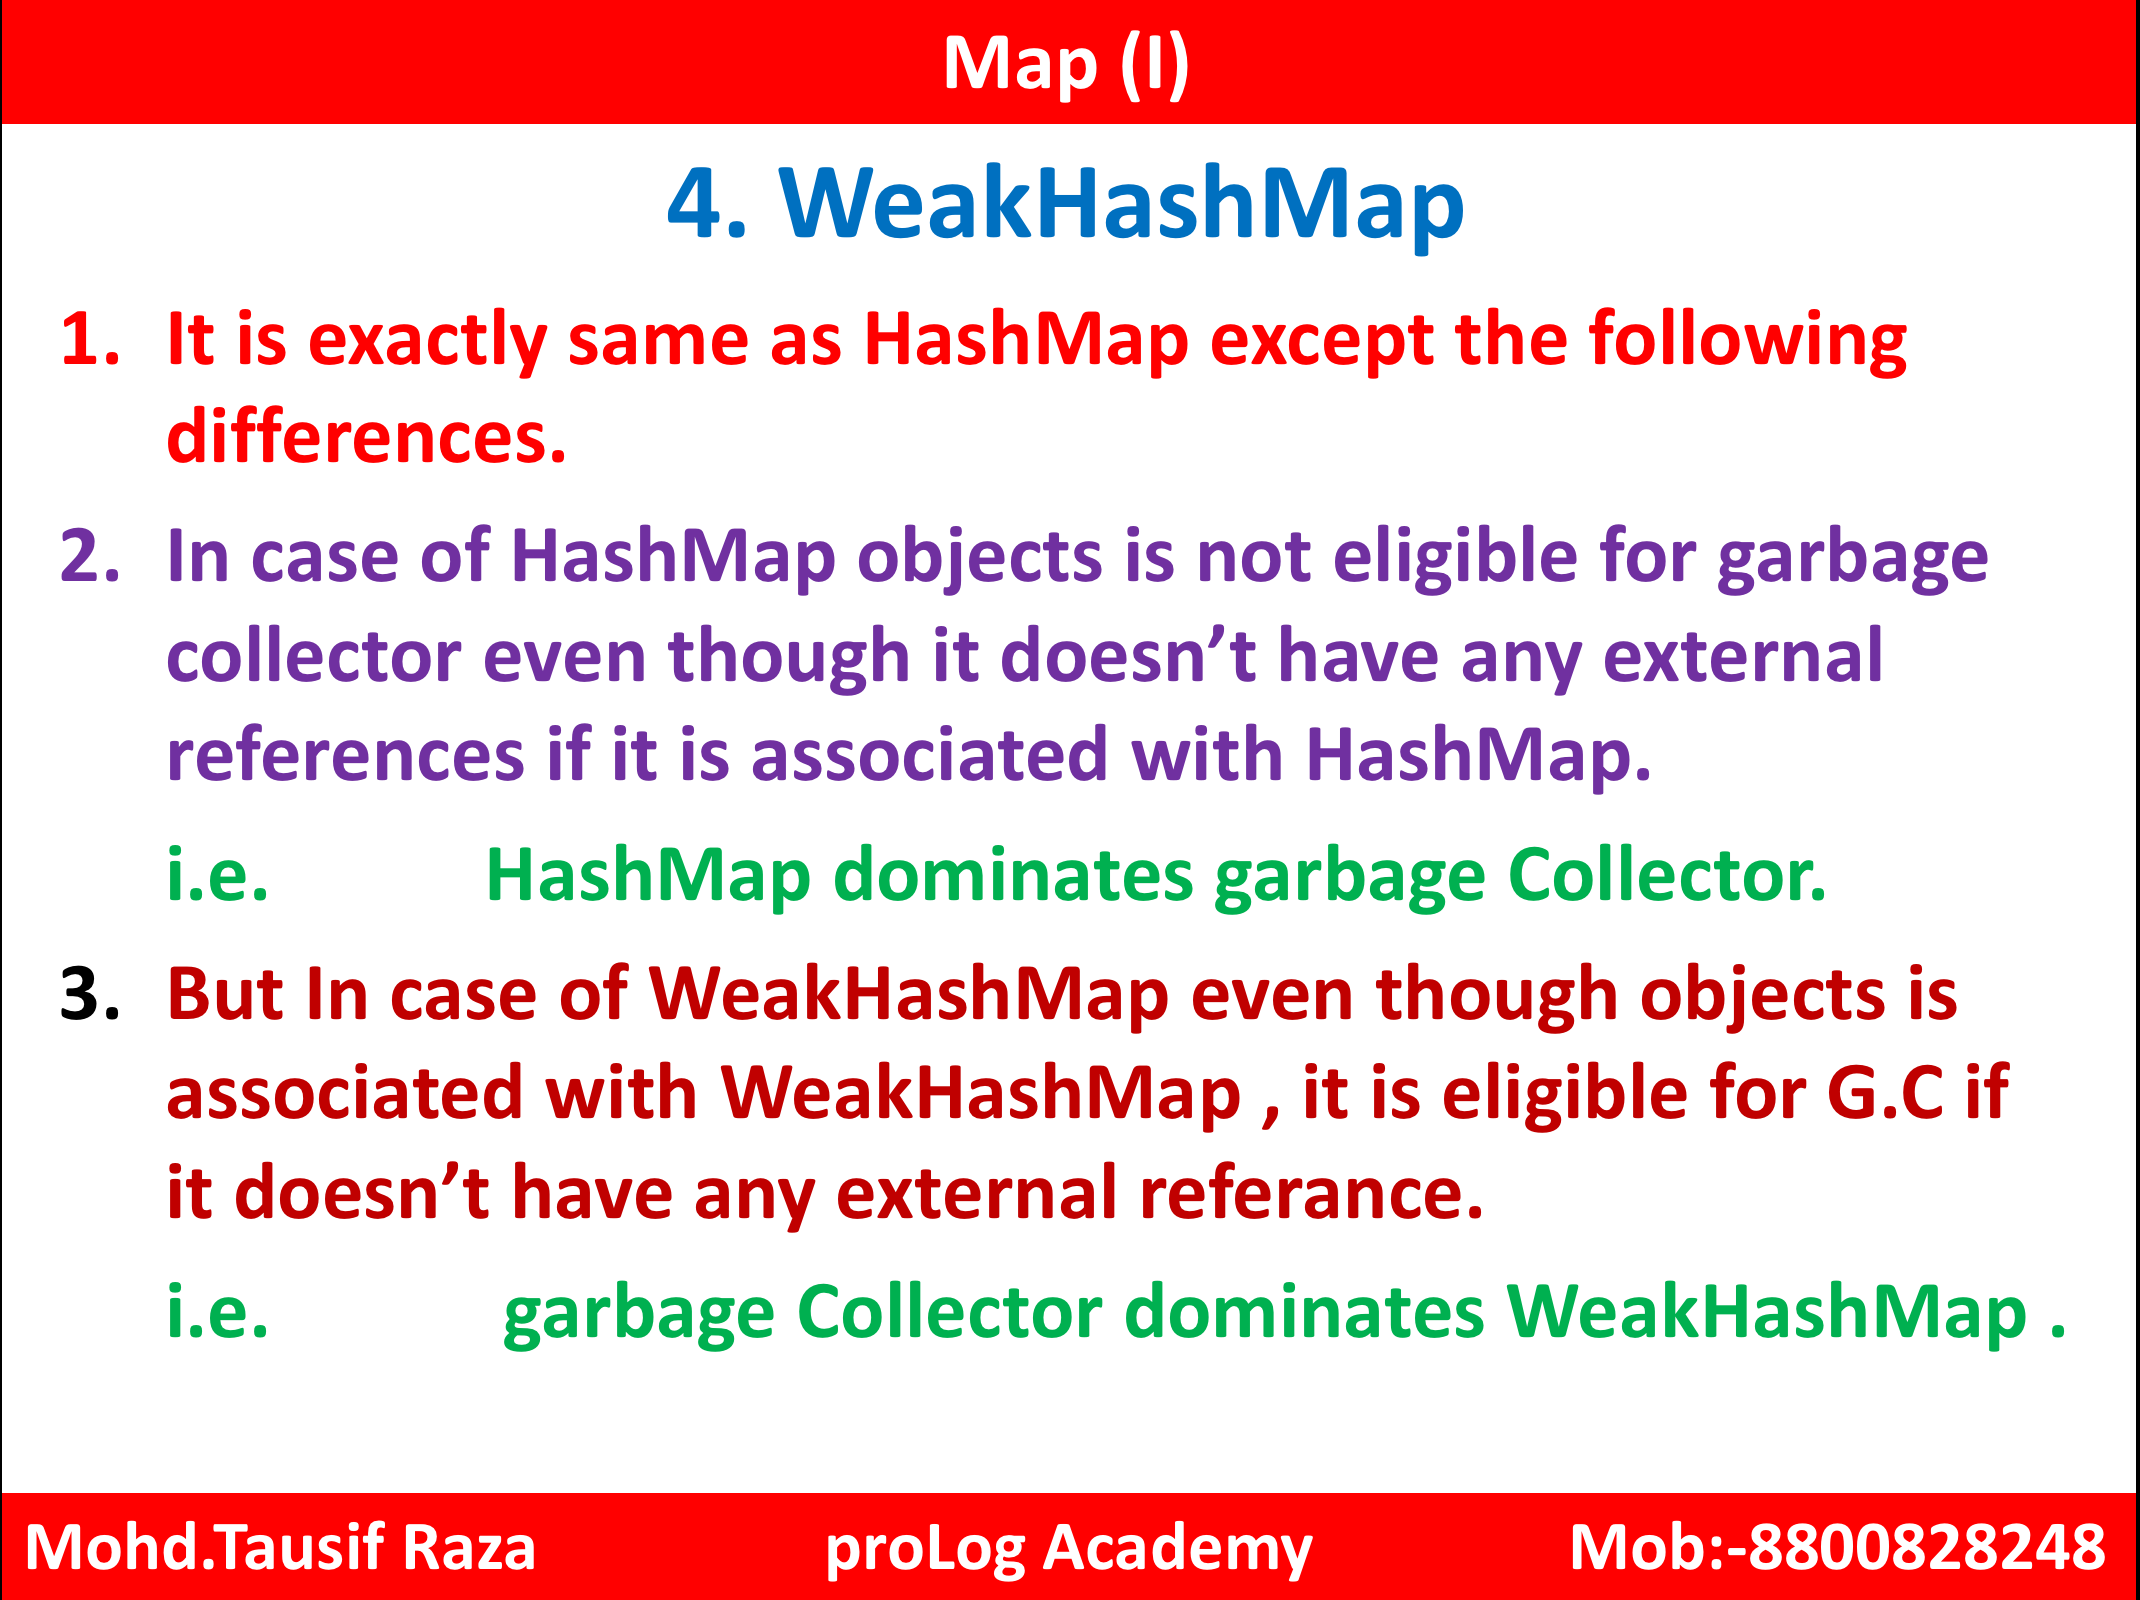 Map (I)
4. WeakHashMap
1. It is exactly same as HashMap except the following
differences.
2. In case of HashMap objects is not eligible for garbage
collector even though it doesn’t have any external
references if it is associated with HashMap.
i.e. HashMap dominates garbage Collector.
3. But In case of WeakHashMap even though objects is
associated with WeakHashMap , it is eligible for G.C if
it doesn’t have any external referance.
i.e. garbage Collector dominates WeakHashMap .
Mohd.Tausif Raza proLog Academy Mob:-8800828248